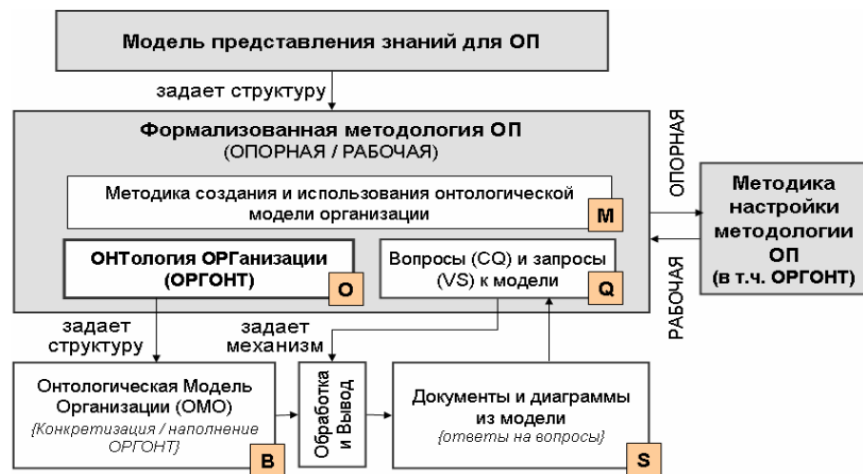 Модель представления знаний для ОП
задает структуру
Формализованная методология ОП
(ОПОРНАЯ / РАБОЧАЯ)
Методика создания и использования онтологической
модели организации
М
ОНТология ОРГанизации
(ОРГОНТ)
О
Вопросы (CQ) и запросы
(VS) к модели
Q
ОПОРНАЯ
РАБОЧАЯ
Методика
настройки
методологии
ОП
(в т.ч. ОРГОНТ)
задает
структуру
задает
механизм
Онтологическая Модель
Организации (ОМО)
{Конкретизация / наполнение
ОРГОНТ}
B
Обработка
и Вывод
Документы и диаграммы
из модели
{ответы на вопросы}
S